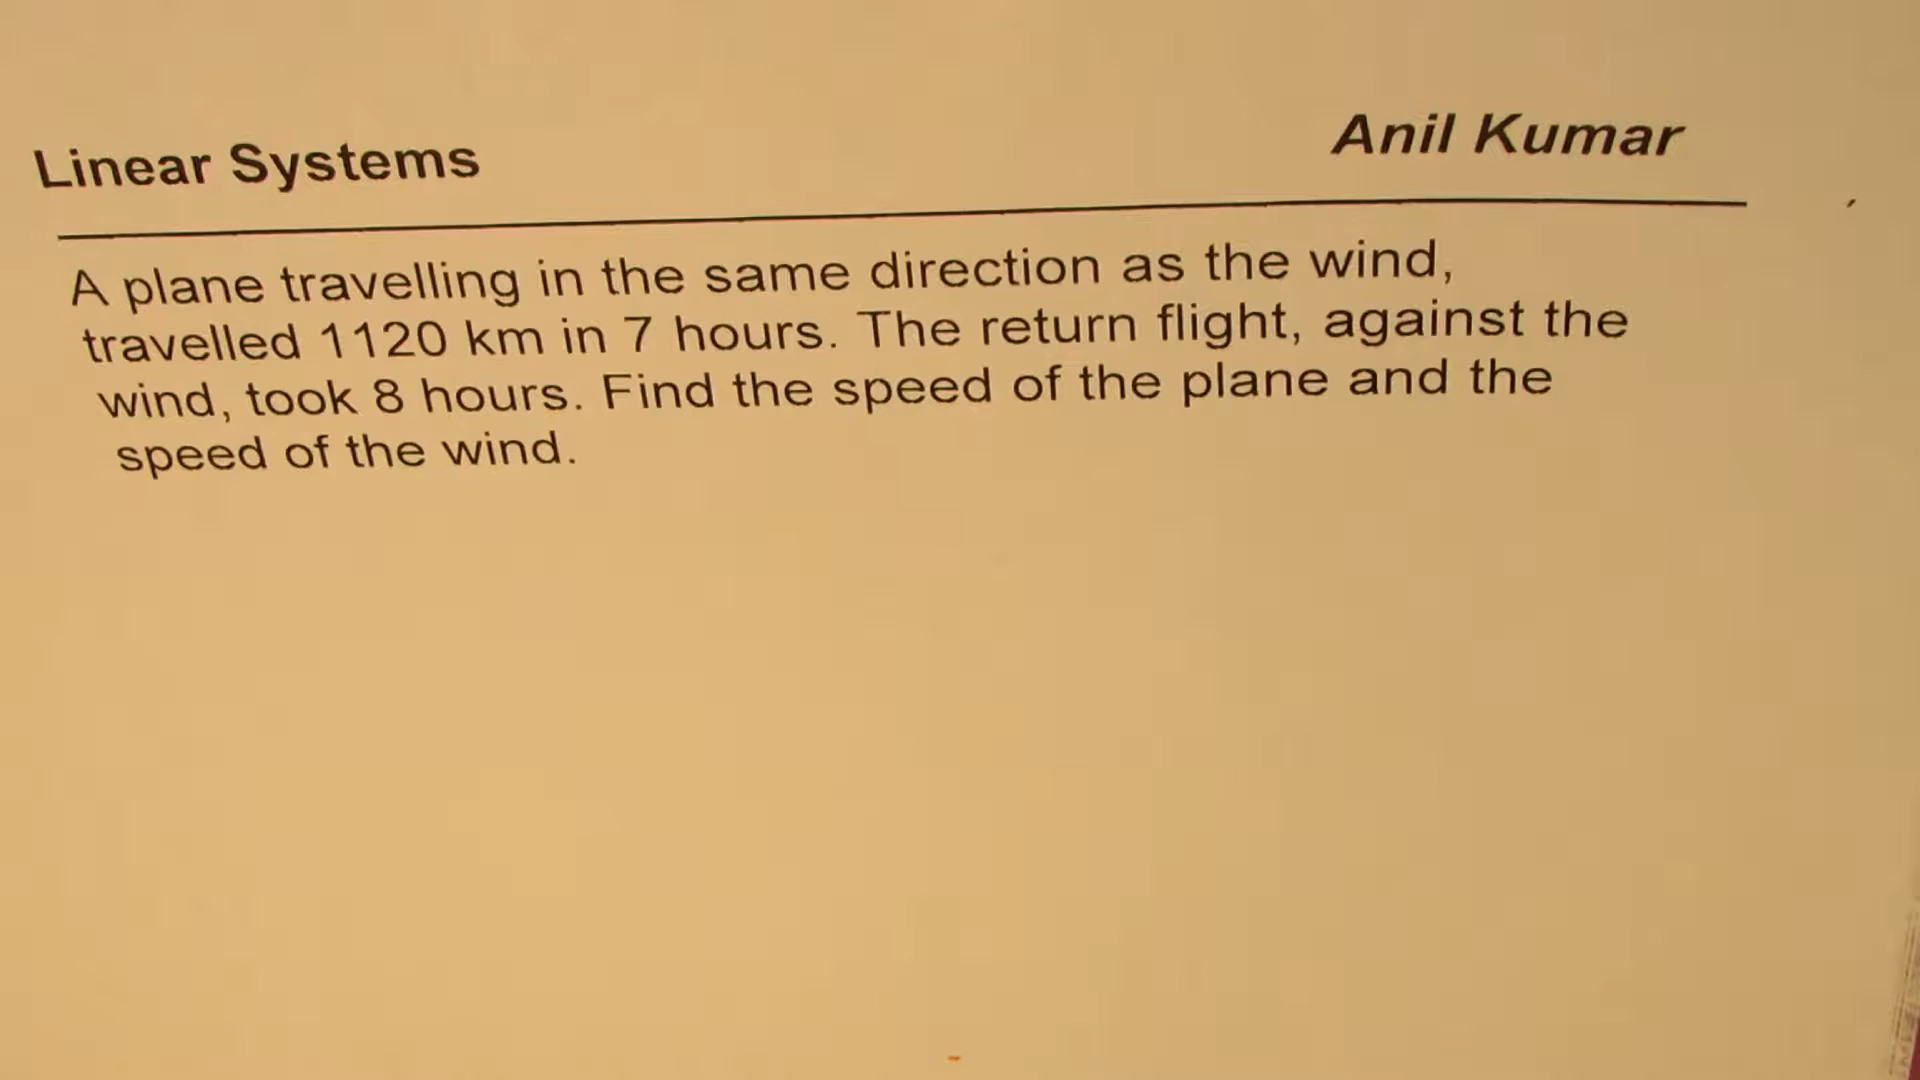 Linear Systems
Anil Kumar
A plane travelling in the same direction as the wind,
travelled 1120 km in 7 hours. The return flight, against the
wind, took 8 hours. Find the speed of the plane and the
speed of the wind.